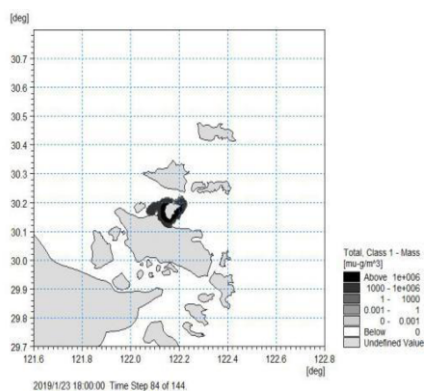 [deg]
30.7
30.6
30.5
30.4
30.3
30.2
30.1
30.0
29.9
29.8
29.7
121.6 121.8 122.0 122.2 122.4 122.6 122.8
[deg]
Total, Class 1 - Mass
[mu-g/m^3]
Above 1e+006
1000 - 1e+006
1 - 1000
0.001 - 1
0 - 0.001
Below 0
Undefined Value
2019/1/23 18:00:00 Time Step 84 of 144.